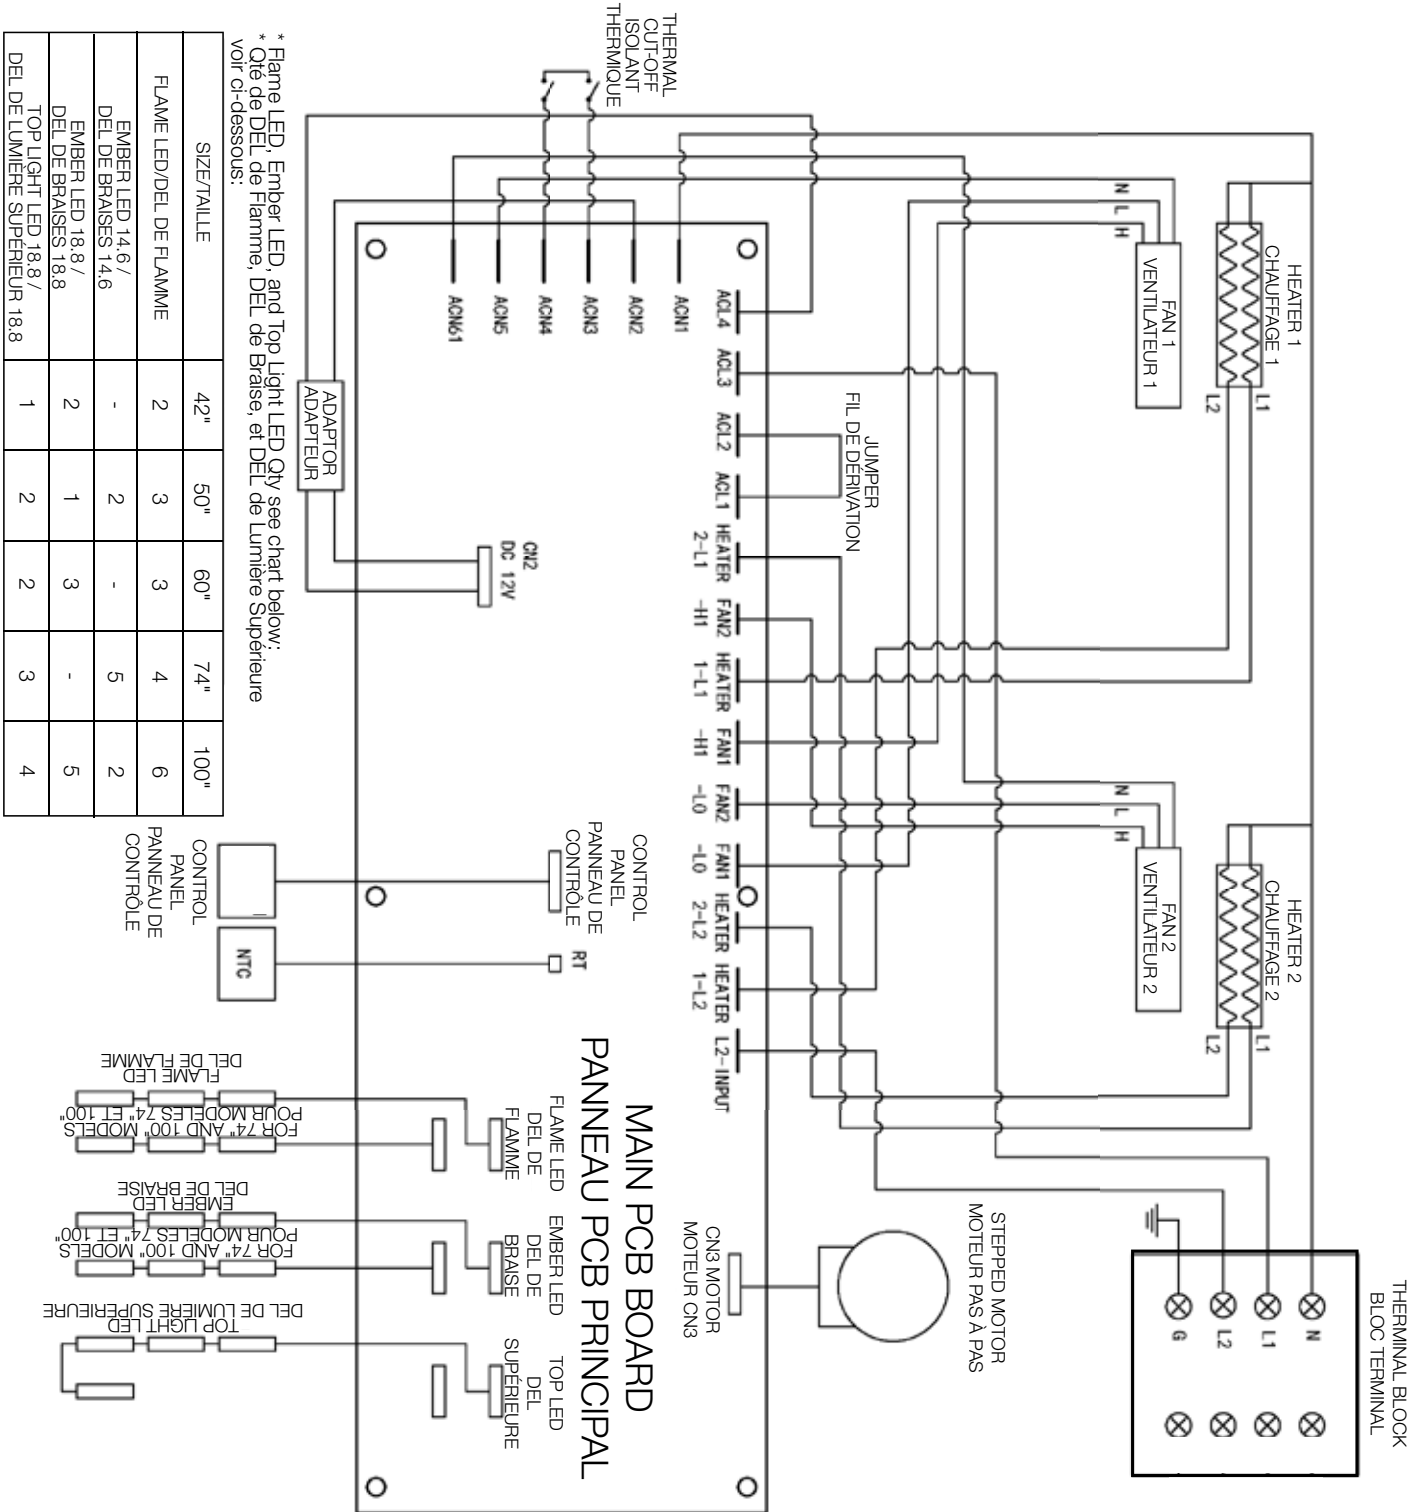 THERMINAL BLOCK
BLOC TERMINAL
N
L1
L2
G
HEATER 1
CHAUFFAGE 1
L1
L2
HEATER 2
CHAUFFAGE 2
L1
L2
N
L
H
FAN 1
VENTILATEUR 1
N
L
H
FAN 2
VENTILATEUR 2
STEPPED MOTOR
MOTEUR PAS À PAS
THERMAL
CUT-OFF
ISOLANT
THERMIQUE
JUMPER
FIL DE DÉRIVATION
ACL4
ACL3
ACL2
ACL1
HEATER
2-L1
FAN2
-H1
HEATER
1-L1
FAN1
-H1
FAN2
-LO
FAN1
-LO
HEATER
2-L2
HEATER
1-L2
L2-INPUT
CN3 MOTOR
MOTEUR CN3
ACN1
ACN2
ACN3
ACN4
ACN5
ACN61
MAIN PCB BOARD
PANNEAU PCB PRINCIPAL
CN2
DC 12V
CONTROL
PANEL
PANNEAU DE
CONTRÔLE
RT
FLAME LED
DEL DE
FLAMME
EMBER LED
DEL DE
BRAISE
TOP LED
DEL
SUPÉRIEURE
ADAPTOR
ADAPTEUR
CONTROL
PANEL
PANNEAU DE
CONTRÔLE
NTC
FLAME LED
DEL DE FLAMME
FOR 74" AND 100" MODELS
POUR MODÈLES 74" ET 100"
EMBER LED
DEL DE BRAISE
FOR 74" AND 100" MODELS
POUR MODÈLES 74" ET 100"
TOP LIGHT LED
DEL DE LUMIÈRE SUPÉRIEURE
* Flame LED, Ember LED, and Top Light LED Qty see chart below:
* Qté de DEL de Flamme, DEL de Braise, et DEL de Lumière Supérieure
voir ci-dessous:
SIZE/TAILLE 42" 50" 60" 74" 100"
FLAME LED/DEL DE FLAMME 2 3 3 4 6
EMBER LED 14.6 /
DEL DE BRAISES 14.6 - 2 - 5 2
EMBER LED 18.8 /
DEL DE BRAISES 18.8 2 1 3 - 5
TOP LIGHT LED 18.8 /
DEL DE LUMIÈRE SUPÉRIEUR 18.8 1 2 2 3 4